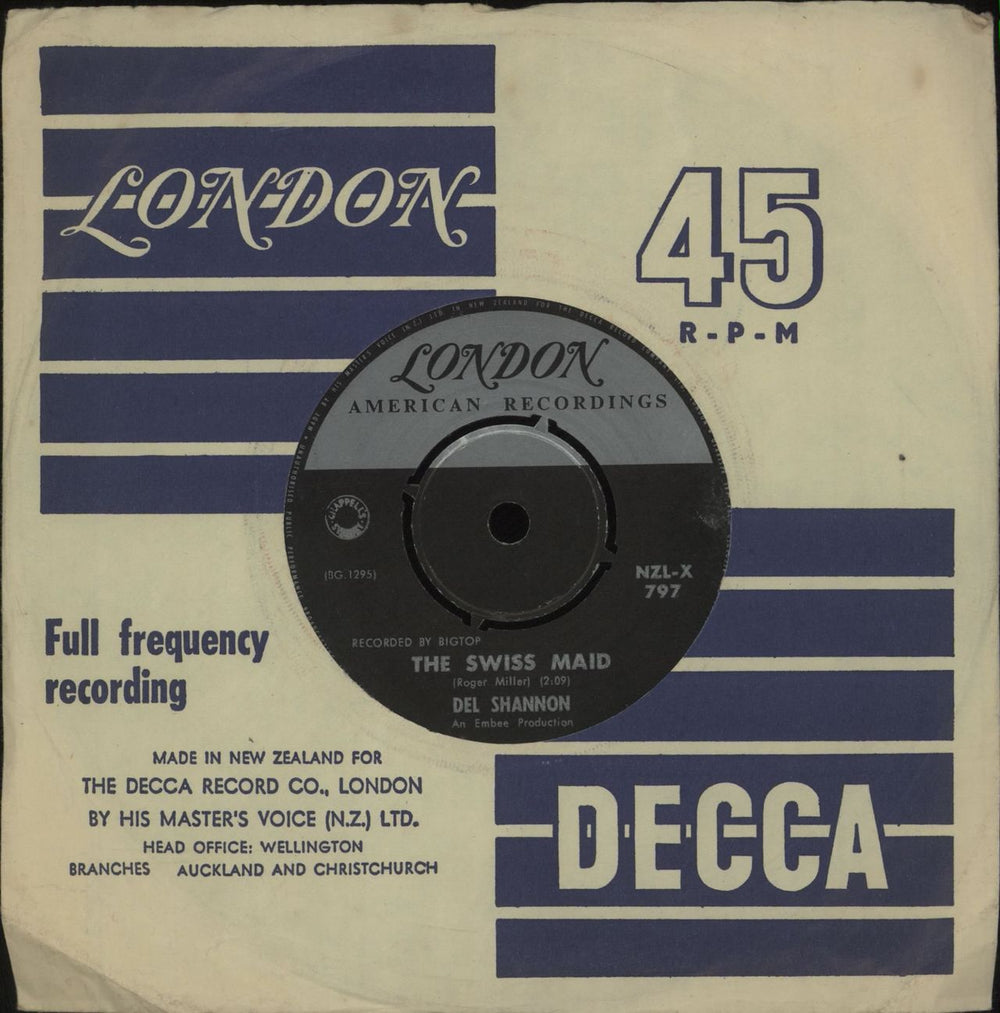 LONDON
45
R-P-M
LONDON
AMERICAN RECORDINGS
CHAPPELL'S
(BG.1295)
NZL-X
797
RECORDED BY BIGTOP
THE SWISS MAID
(Roger Miller) (2:09)
DEL SHANNON
An Embee Production
Full frequency
recording
MADE IN NEW ZEALAND FOR
THE DECCA RECORD CO., LONDON
BY HIS MASTER'S VOICE (N.Z.) LTD.
HEAD OFFICE: WELLINGTON
BRANCHES AUCKLAND AND CHRISTCHURCH
DECCA